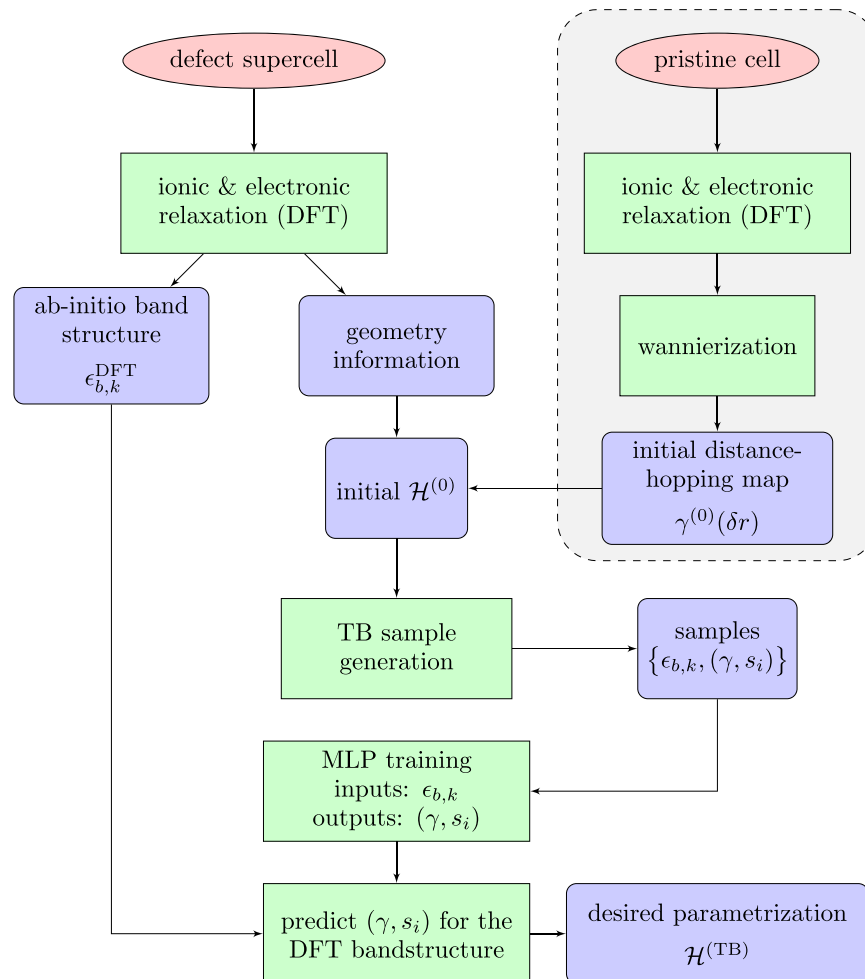 defect supercell
pristine cell
ionic & electronic
relaxation (DFT)
ionic & electronic
relaxation (DFT)
ab-initio band
structure
ϵ_{b,k}^{DFT}
geometry
information
wannierization
initial ℋ^{(0)}
initial distance-
hopping map
γ^{(0)}(δr)
TB sample
generation
samples
{ϵ_{b,k}, (γ, s_i)}
MLP training
inputs: ϵ_{b,k}
outputs: (γ, s_i)
predict (γ, s_i) for the
DFT bandstructure
desired parametrization
ℋ^{(TB)}